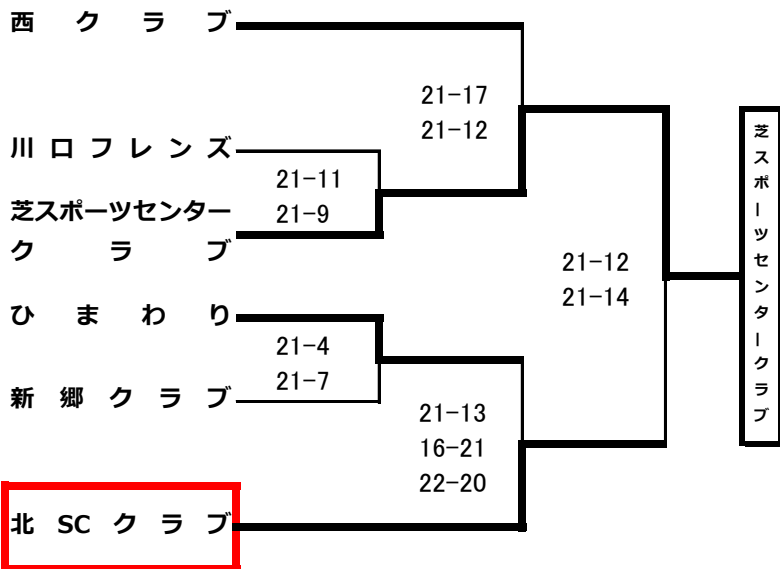 西クラブ
21-17
21-12
川口フレンズ
21-11
21-9
芝スポーツセンター
クラブ
21-12
21-14
芝スポーツセンタークラブ
ひまわり
21-4
21-7
新郷クラブ
21-13
16-21
22-20
北SCクラブ